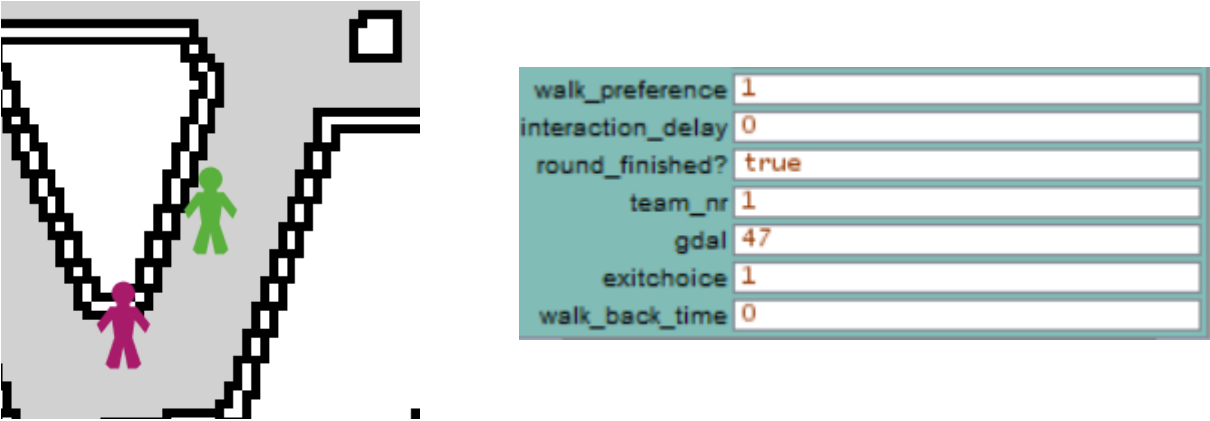 walk_preference 1
interaction_delay 0
round_finished? true
team_nr 1
gdal 47
exitchoice 1
walk_back_time 0